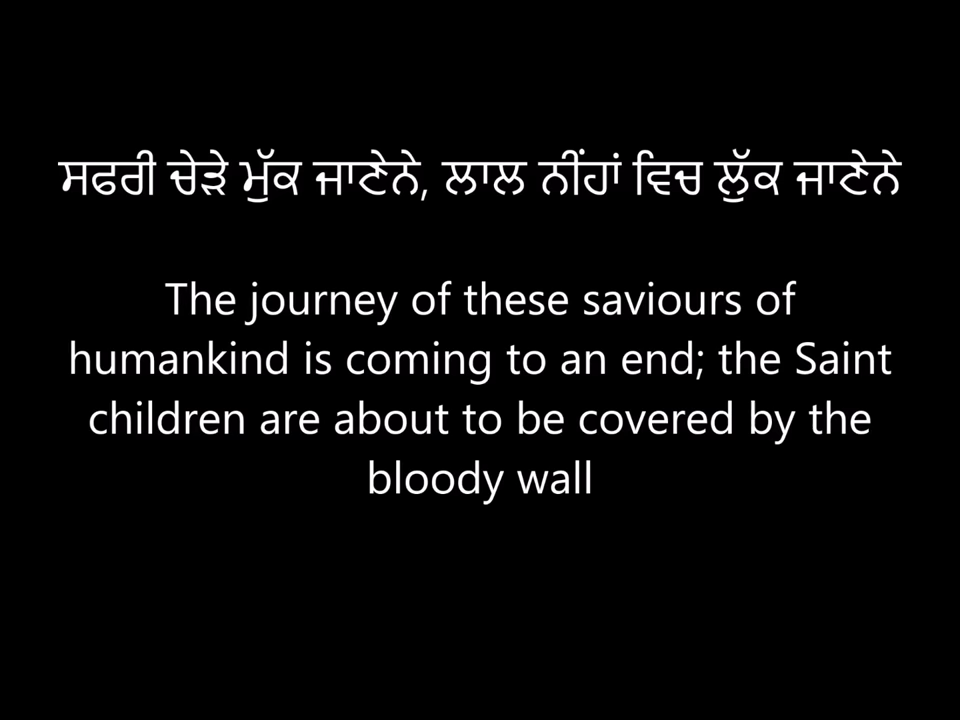 ਸਫਰੀ ਚੇੜੇ ਮੁੱਕ ਜਾਣੇਨੇ, ਲਾਲ ਨੀਂਹਾਂ ਵਿਚ ਲੁੱਕ ਜਾਣੇਨੇ
The journey of these saviours of
humankind is coming to an end; the Saint
children are about to be covered by the
bloody wall